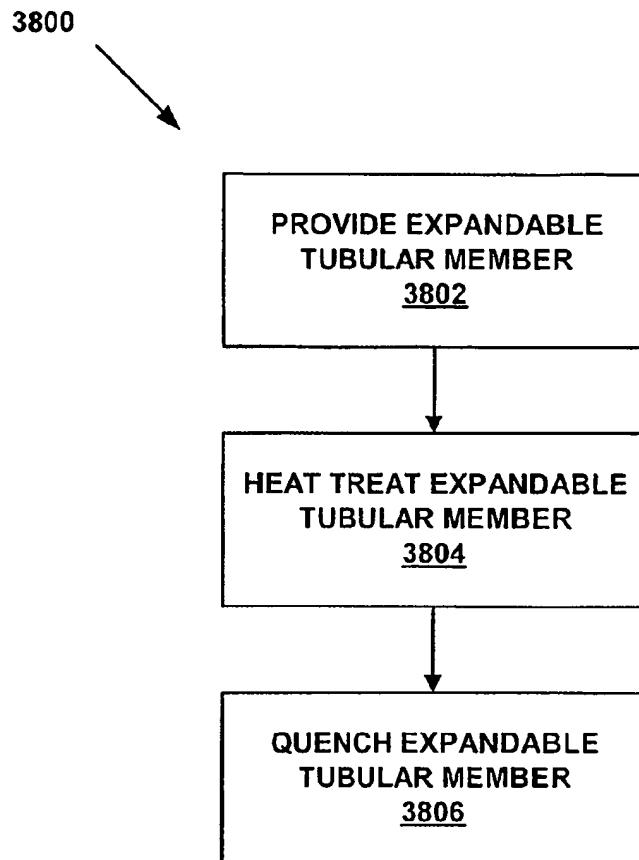 3800
PROVIDE EXPANDABLE
TUBULAR MEMBER
3802
HEAT TREAT EXPANDABLE
TUBULAR MEMBER
3804
QUENCH EXPANDABLE
TUBULAR MEMBER
3806